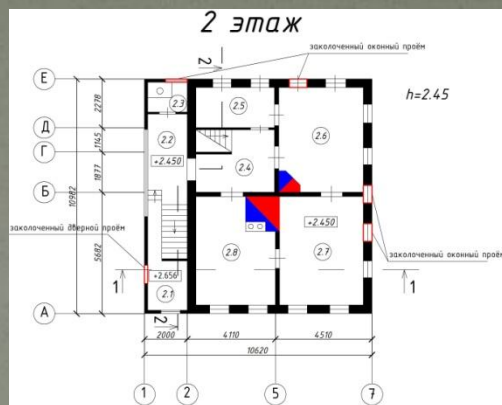 2 этаж
заколоченный оконный проём
2
h=2.45
Е
Д
Г
Б
А
2278
1145
1877
5682
10982
2.3
2.5
2.2
2.6
+2.450
2.4
+2.450
заколоченный дверной проём
заколоченный оконный проём
2.8
2.7
+2.656
2.1
1
1
2
2000
4110
4510
10620
1
2
5
7